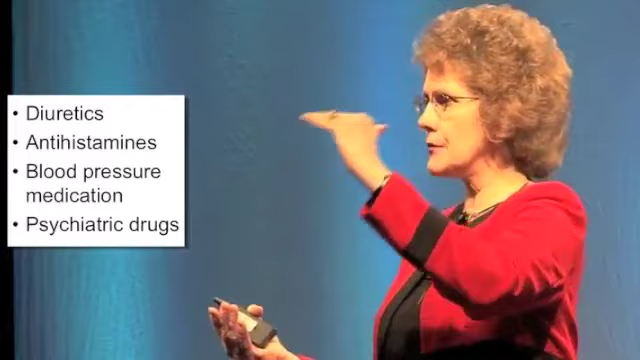 • Diuretics
• Antihistamines
• Blood pressure
medication
• Psychiatric drugs